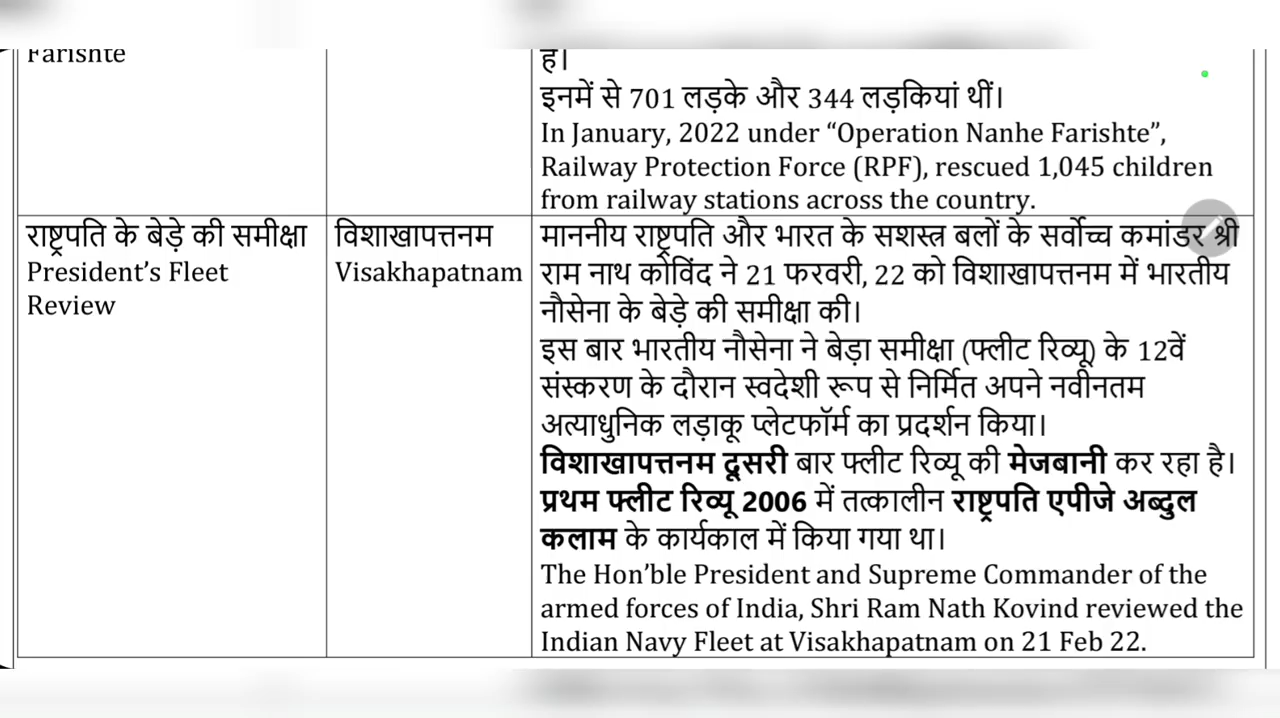 Farishte
है।
इनमें से 701 लड़के और 344 लड़कियां थीं।
In January, 2022 under “Operation Nanhe Farishte”,
Railway Protection Force (RPF), rescued 1,045 children
from railway stations across the country.
राष्ट्रपति के बेड़े की समीक्षा
President’s Fleet
Review
विशाखापत्तनम
Visakhapatnam
माननीय राष्ट्रपति और भारत के सशस्त्र बलों के सर्वोच्च कमांडर श्री
राम नाथ कोविंद ने 21 फरवरी, 22 को विशाखापत्तनम में भारतीय
नौसेना के बेड़े की समीक्षा की।
इस बार भारतीय नौसेना ने बेड़ा समीक्षा (फ्लीट रिव्यू) के 12वें
संस्करण के दौरान स्वदेशी रूप से निर्मित अपने नवीनतम
अत्याधुनिक लड़ाकू प्लेटफॉर्म का प्रदर्शन किया।
विशाखापत्तनम दूसरी बार फ्लीट रिव्यू की मेजबानी कर रहा है।
प्रथम फ्लीट रिव्यू 2006 में तत्कालीन राष्ट्रपति एपीजे अब्दुल
कलाम के कार्यकाल में किया गया था।
The Hon’ble President and Supreme Commander of the
armed forces of India, Shri Ram Nath Kovind reviewed the
Indian Navy Fleet at Visakhapatnam on 21 Feb 22.